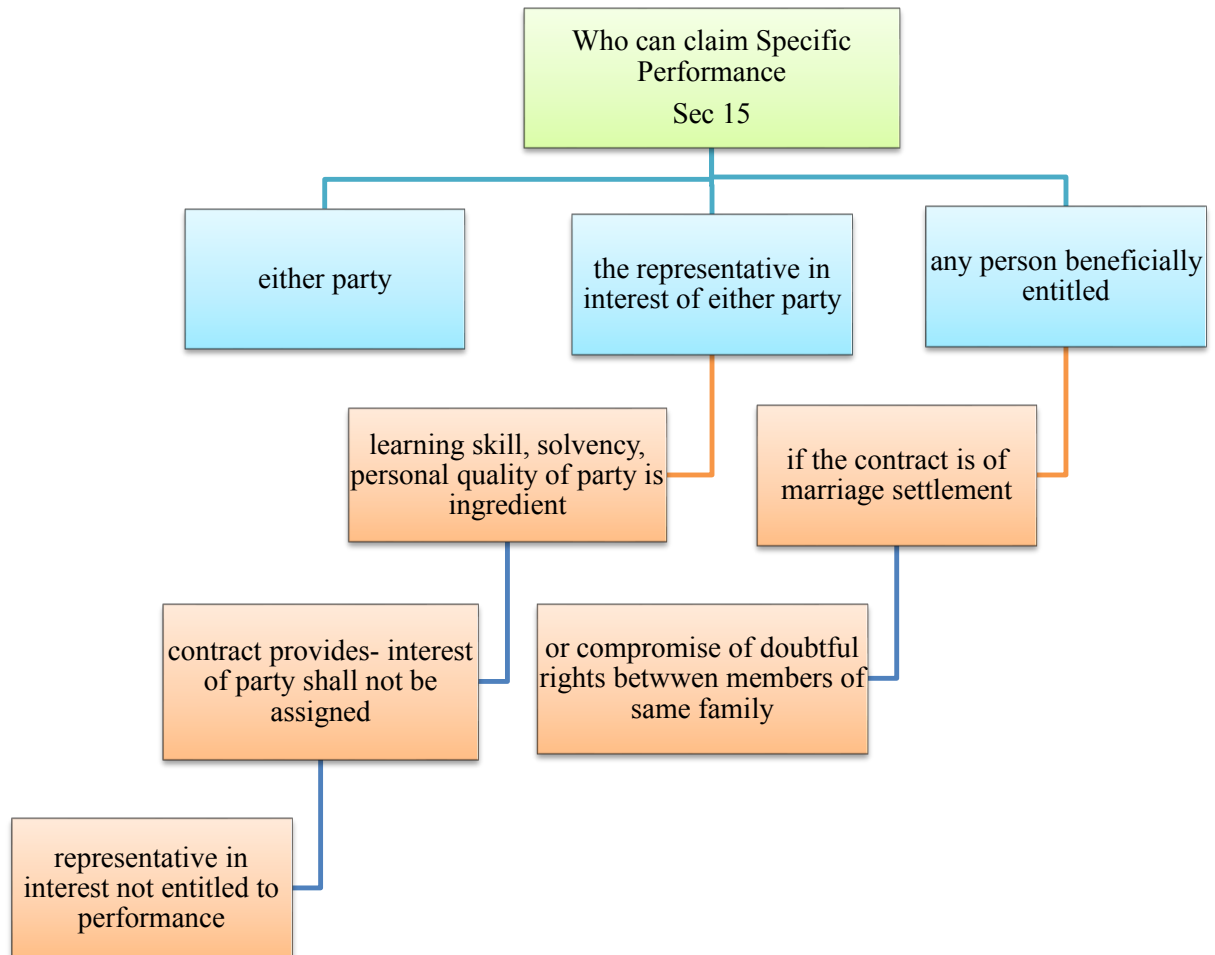 Who can claim Specific
Performance
Sec 15
either party
the representative in
interest of either party
any person beneficially
entitled
learning skill, solvency,
personal quality of party is
ingredient
if the contract is of
marriage settlement
contract provides- interest
of party shall not be
assigned
or compromise of doubtful
rights betwwen members of
same family
representative in
interest not entitled to
performance